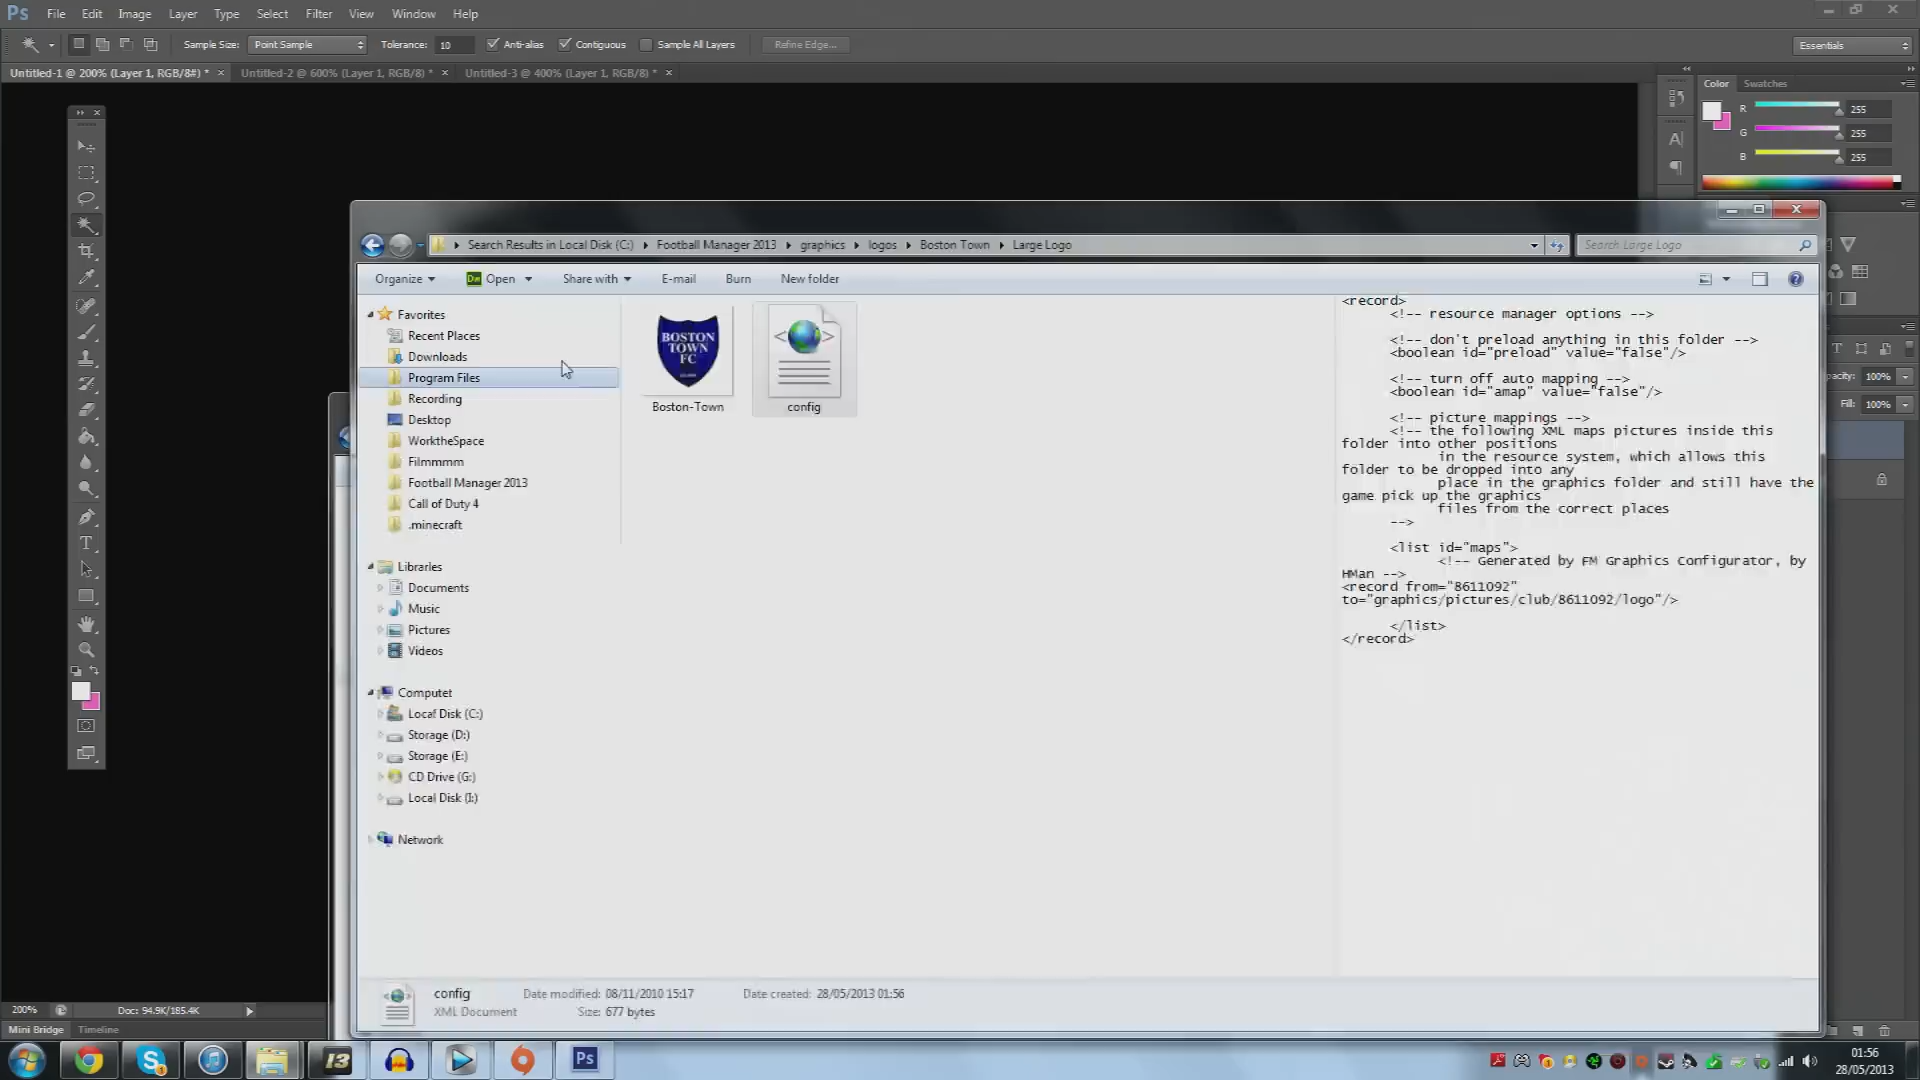 Ps File Edit Image Layer Type Select Filter View Window Help
Sample Size: Point Sample Tolerance: 10 Anti-alias Contiguous Sample All Layers Refine Edge... Essentials
Untitled-1 @ 200% (Layer 1, RGB/8#) * × Untitled-2 @ 600% (Layer 1, RGB/8) * × Untitled-3 @ 400% (Layer 1, RGB/8) * ×
Color Swatches
R 255
G 255
B 255
Search Results in Local Disk (C:) Football Manager 2013 graphics logos Boston Town Large Logo Search Large Logo
Organize Dw Open Share with E-mail Burn New folder
Favorites
Recent Places
Downloads
Program Files
Recording
Desktop
WorktheSpace
Filmmmm
Football Manager 2013
Call of Duty 4
.minecraft
Libraries
Documents
Music
Pictures
Videos
Computet
Local Disk (C:)
Storage (D:)
Storage (E:)
CD Drive (G:)
Local Disk (I:)
Network
BOSTON
TOWN
FC
Boston-Town
config
<record>
<!-- resource manager options -->
<!-- don't preload anything in this folder -->
<boolean id="preload" value="false"/>
<!-- turn off auto mapping -->
<boolean id="amap" value="false"/>
<!-- picture mappings -->
<!-- the following XML maps pictures inside this
folder into other positions
in the resource system, which allows this
folder to be dropped into any
place in the graphics folder and still have the
game pick up the graphics
files from the correct places
-->
<list id="maps">
<!-- Generated by FM Graphics Configurator, by
HMan -->
<record from="8611092"
to="graphics/pictures/club/8611092/logo"/>
</list>
</record>
pacity: 100%
Fill: 100%
config Date modified: 08/11/2010 15:17 Date created: 28/05/2013 01:56
XML Document Size: 677 bytes
200% Doc: 94.9K/185.4K
Mini Bridge Timeline
13 Ps
01:56
28/05/2013